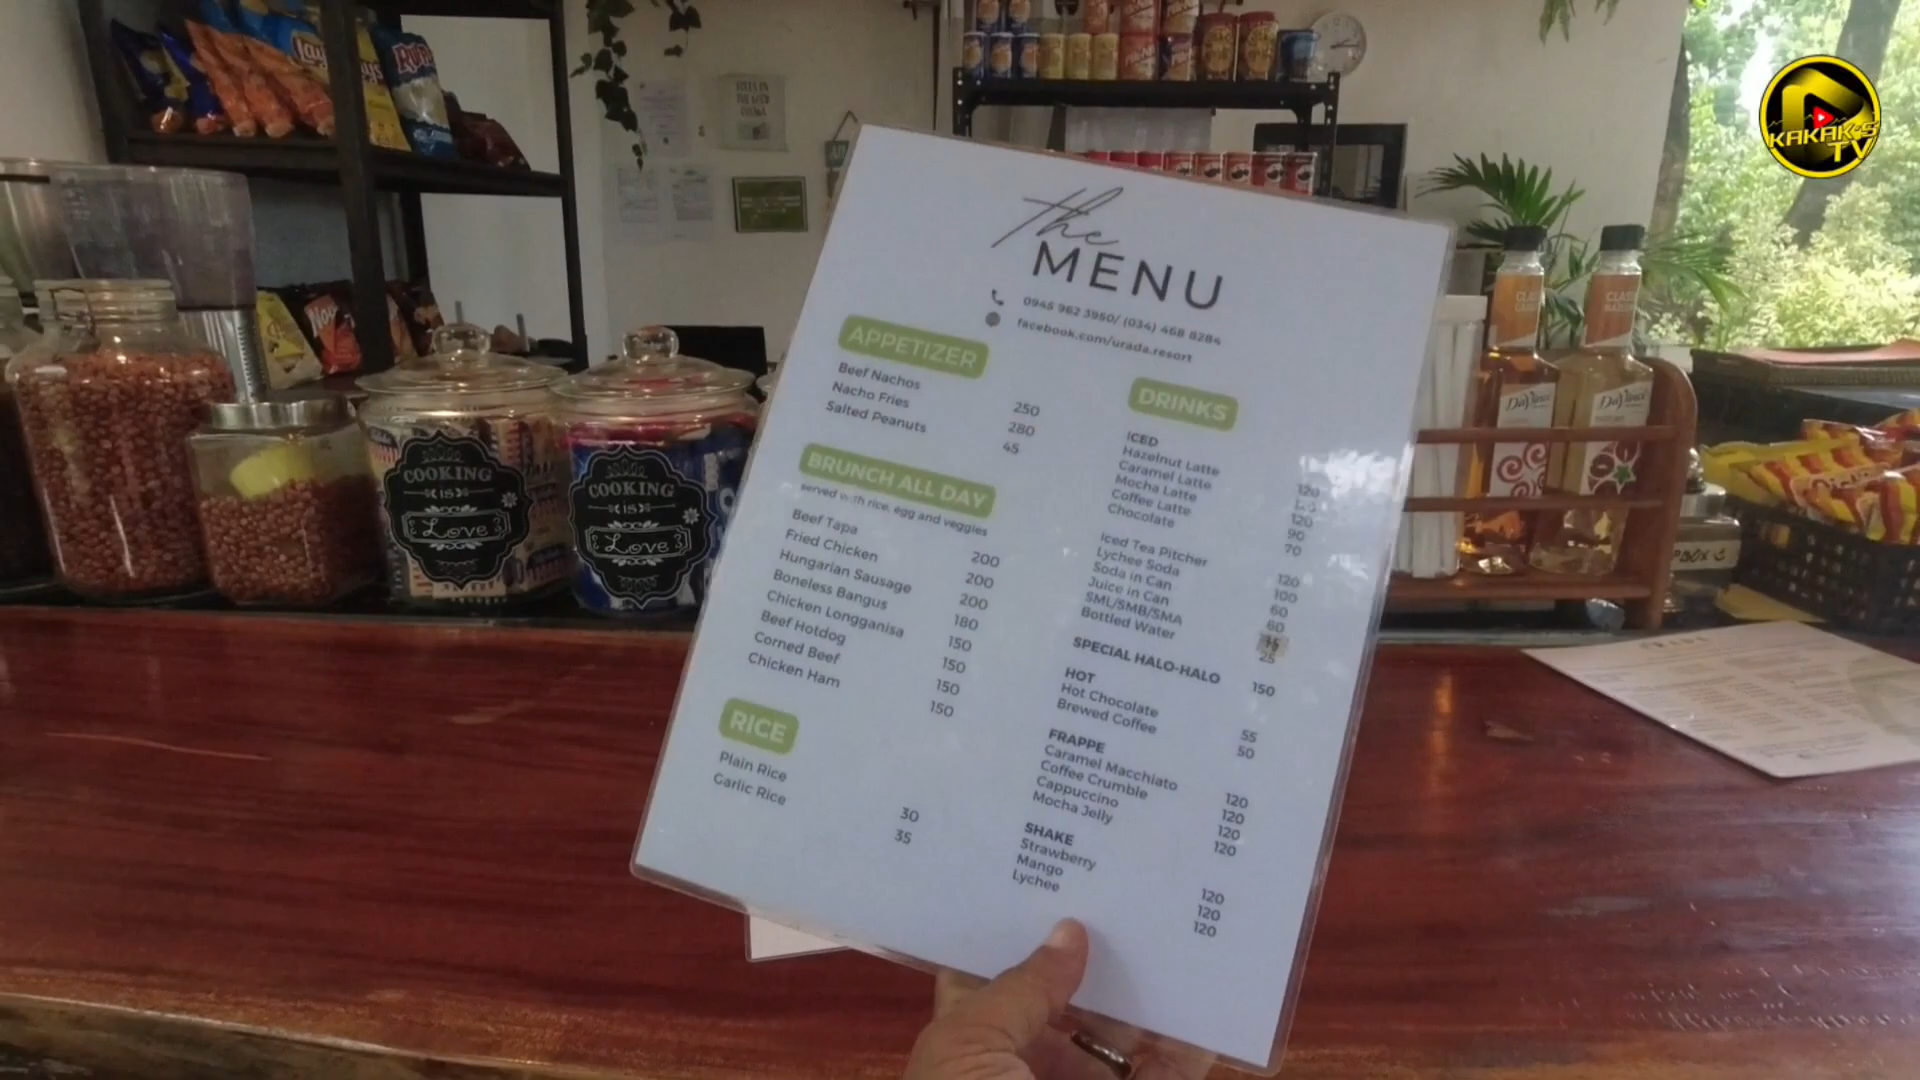 the
MENU
0945 962 3950/ (034) 468 8284
facebook.com/urada.resort
APPETIZER
Beef Nachos 250
Nacho Fries 280
Salted Peanuts 45
BRUNCH ALL DAY
served with rice, egg and veggies
Beef Tapa 200
Fried Chicken 200
Hungarian Sausage 200
Boneless Bangus 180
Chicken Longganisa 150
Beef Hotdog 150
Corned Beef 150
Chicken Ham 150
RICE
Plain Rice 30
Garlic Rice 35
DRINKS
ICED
Hazelnut Latte 120
Caramel Latte
Mocha Latte 120
Coffee Latte 90
Chocolate 70
Iced Tea Pitcher 120
Lychee Soda 100
Soda in Can 60
Juice in Can 60
SML/SMB/SMA
Bottled Water 25
SPECIAL HALO-HALO 150
HOT
Hot Chocolate 55
Brewed Coffee 50
FRAPPE
Caramel Macchiato 120
Coffee Crumble 120
Cappuccino 120
Mocha Jelly 120
SHAKE
Strawberry 120
Mango 120
Lychee 120
COOKING
is
Love
COOKING
is
Love
Lay's
Ruffles
DaVinci
DaVinci
KAKAK'S
TV